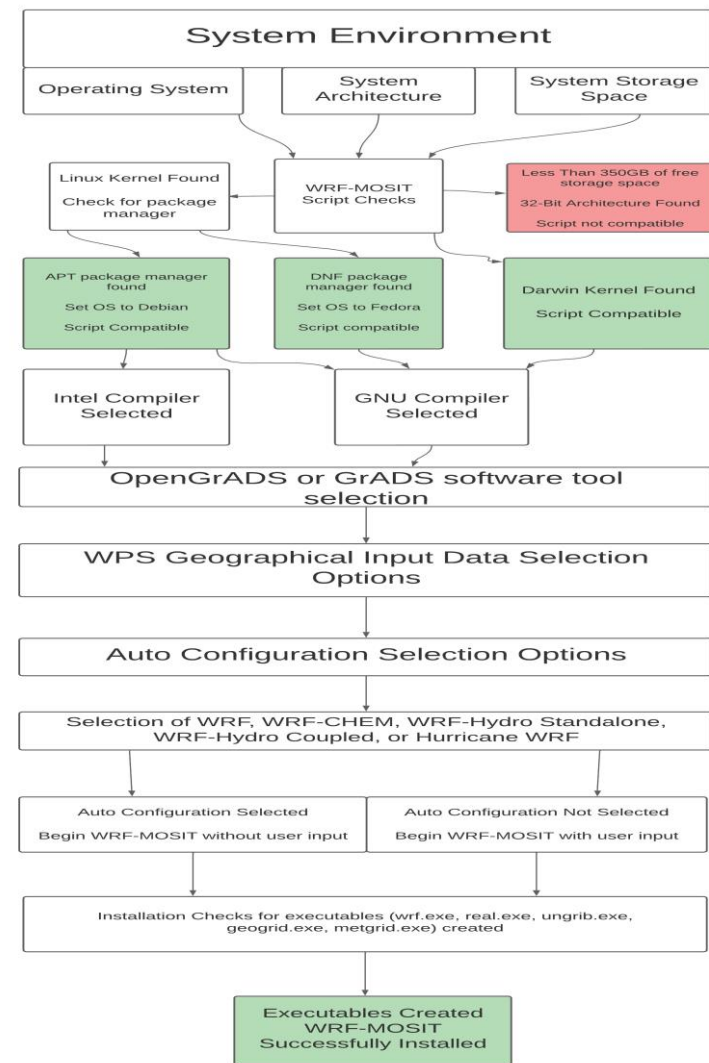 System Environment
Operating System
System
Architecture
System Storage
Space
Linux Kernel Found
Check for package
manager
WRF-MOSIT
Script Checks
Less Than 350GB of free
storage space
32-Bit Architecture Found
Script not compatible
APT package manager
found
Set OS to Debian
Script Compatible
DNF package
manager found
Set OS to Fedora
Script compatible
Darwin Kernel Found
Script Compatible
Intel Compiler
Selected
GNU Compiler
Selected
OpenGrADS or GrADS software tool
selection
WPS Geographical Input Data Selection
Options
Auto Configuration Selection Options
Selection of WRF, WRF-CHEM, WRF-Hydro Standalone,
WRF-Hydro Coupled, or Hurricane WRF
Auto Configuration Selected
Begin WRF-MOSIT without user input
Auto Configuration Not Selected
Begin WRF-MOSIT with user input
Installation Checks for executables (wrf.exe, real.exe, ungrib.exe,
geogrid.exe, metgrid.exe) created
Executables Created
WRF-MOSIT
Successfully Installed